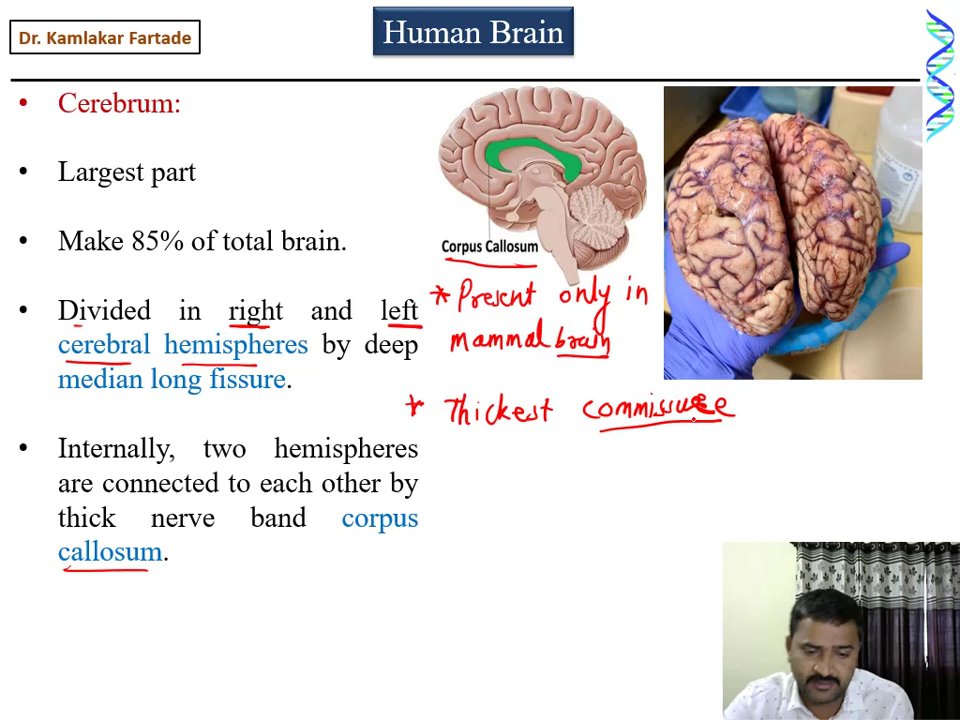 Dr. Kamlakar Fartade
Human Brain
• Cerebrum:
• Largest part
• Make 85% of total brain.
• Divided in right and left
cerebral hemispheres by deep
median long fissure.
• Internally, two hemispheres
are connected to each other by
thick nerve band corpus
callosum.
Corpus Callosum
* Present only in
mammal brain
* Thickest commissure